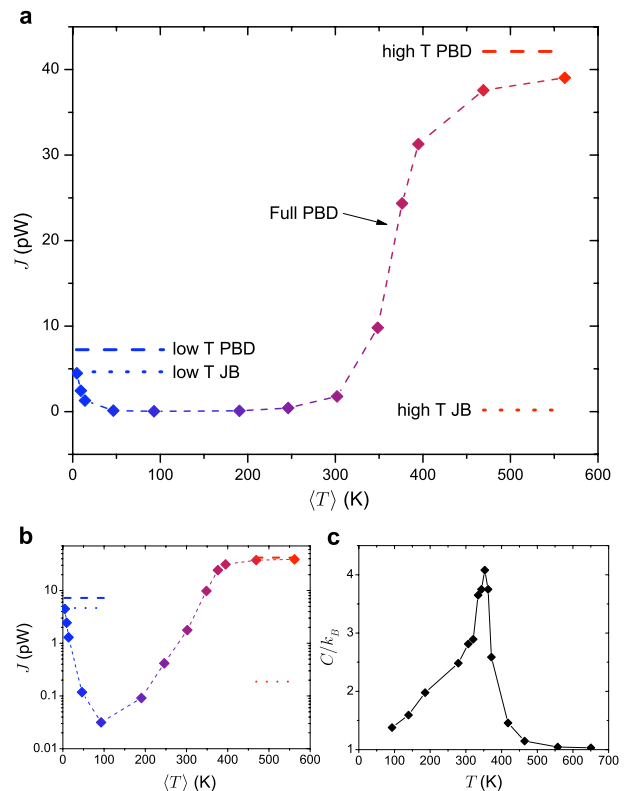 a
high T PBD
40
30
Full PBD
J (pW)
20
10
low T PBD
low T JB
high T JB
0
0 100 200 300 400 500 600
⟨T⟩ (K)
b
10
1
0.1
0.01
J (pW)
0 100 200 300 400 500 600
⟨T⟩ (K)
c
4
3
2
1
C/k_B
0 100 200 300 400 500 600 700
T (K)